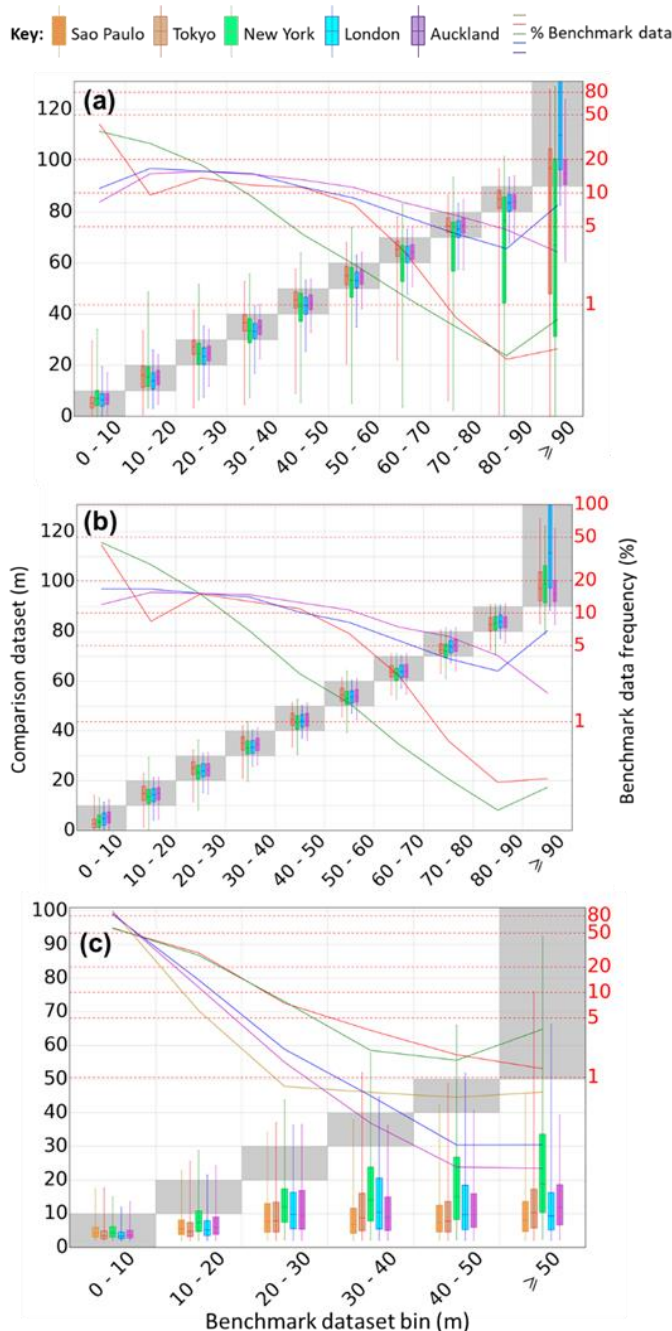 Key: Sao Paulo Tokyo New York London Auckland % Benchmark data
(a)
120
100
80
60
40
20
0
80
50
20
10
5
1
0 - 10
10 - 20
20 - 30
30 - 40
40 - 50
50 - 60
60 - 70
70 - 80
80 - 90
⩾ 90
Comparison dataset (m)
(b)
120
100
80
60
40
20
0
100
50
20
10
5
1
Benchmark data frequency (%)
0 - 10
10 - 20
20 - 30
30 - 40
40 - 50
50 - 60
60 - 70
70 - 80
80 - 90
⩾ 90
(c)
100
90
80
70
60
50
40
30
20
10
0
80
50
20
10
5
1
0 - 10
10 - 20
20 - 30
30 - 40
40 - 50
⩾ 50
Benchmark dataset bin (m)